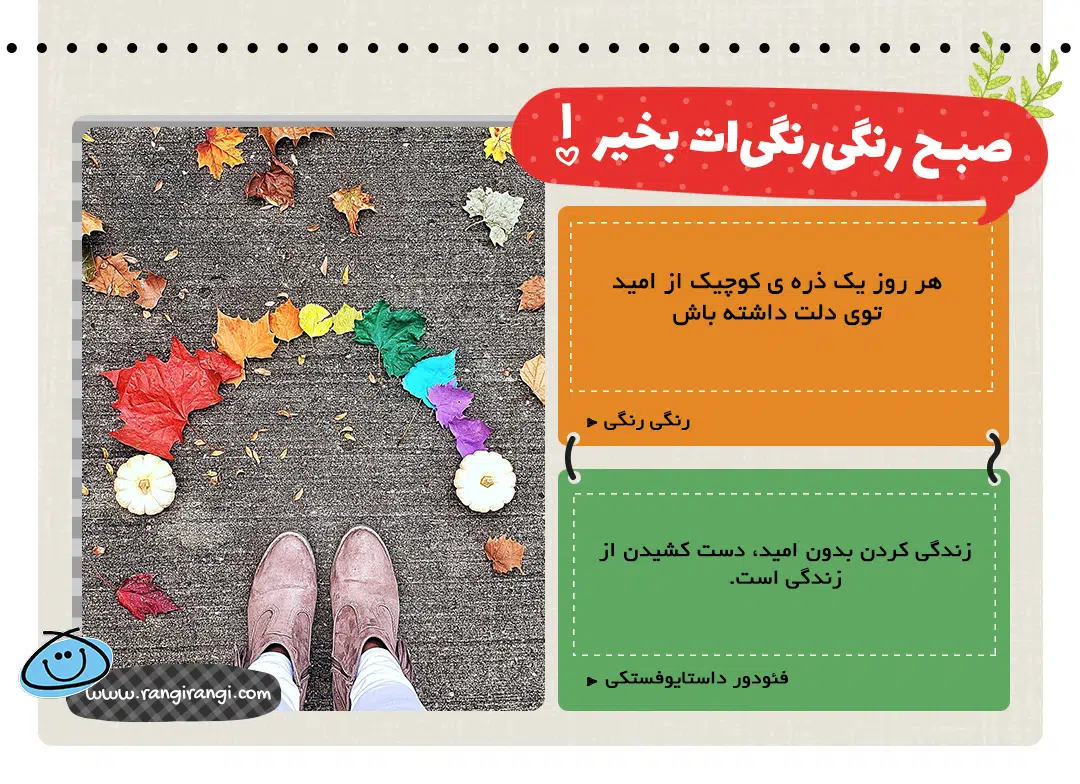 صبح رنگی‌رنگی‌ات بخیر !
هر روز یک ذره ی کوچیک از امید
توی دلت داشته باش
رنگی رنگی
زندگی کردن بدون امید، دست کشیدن از
زندگی است.
فئودور داستایوفستکی
www.rangirangi.com